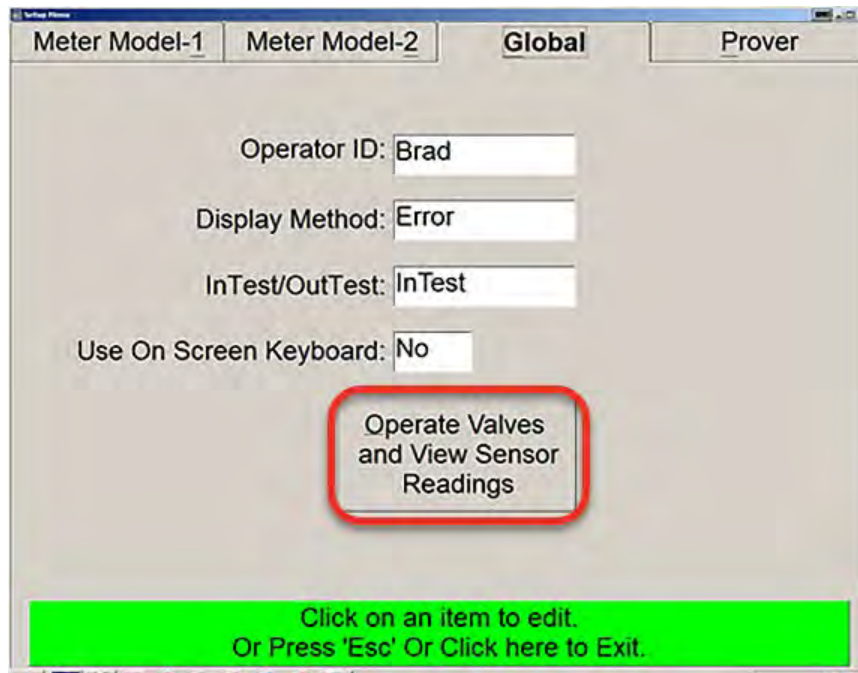 Setup Menu
Meter Model-1 Meter Model-2 Global Prover
Operator ID: Brad
Display Method: Error
InTest/OutTest: InTest
Use On Screen Keyboard: No
Operate Valves
and View Sensor
Readings
Click on an item to edit.
Or Press 'Esc' Or Click here to Exit.